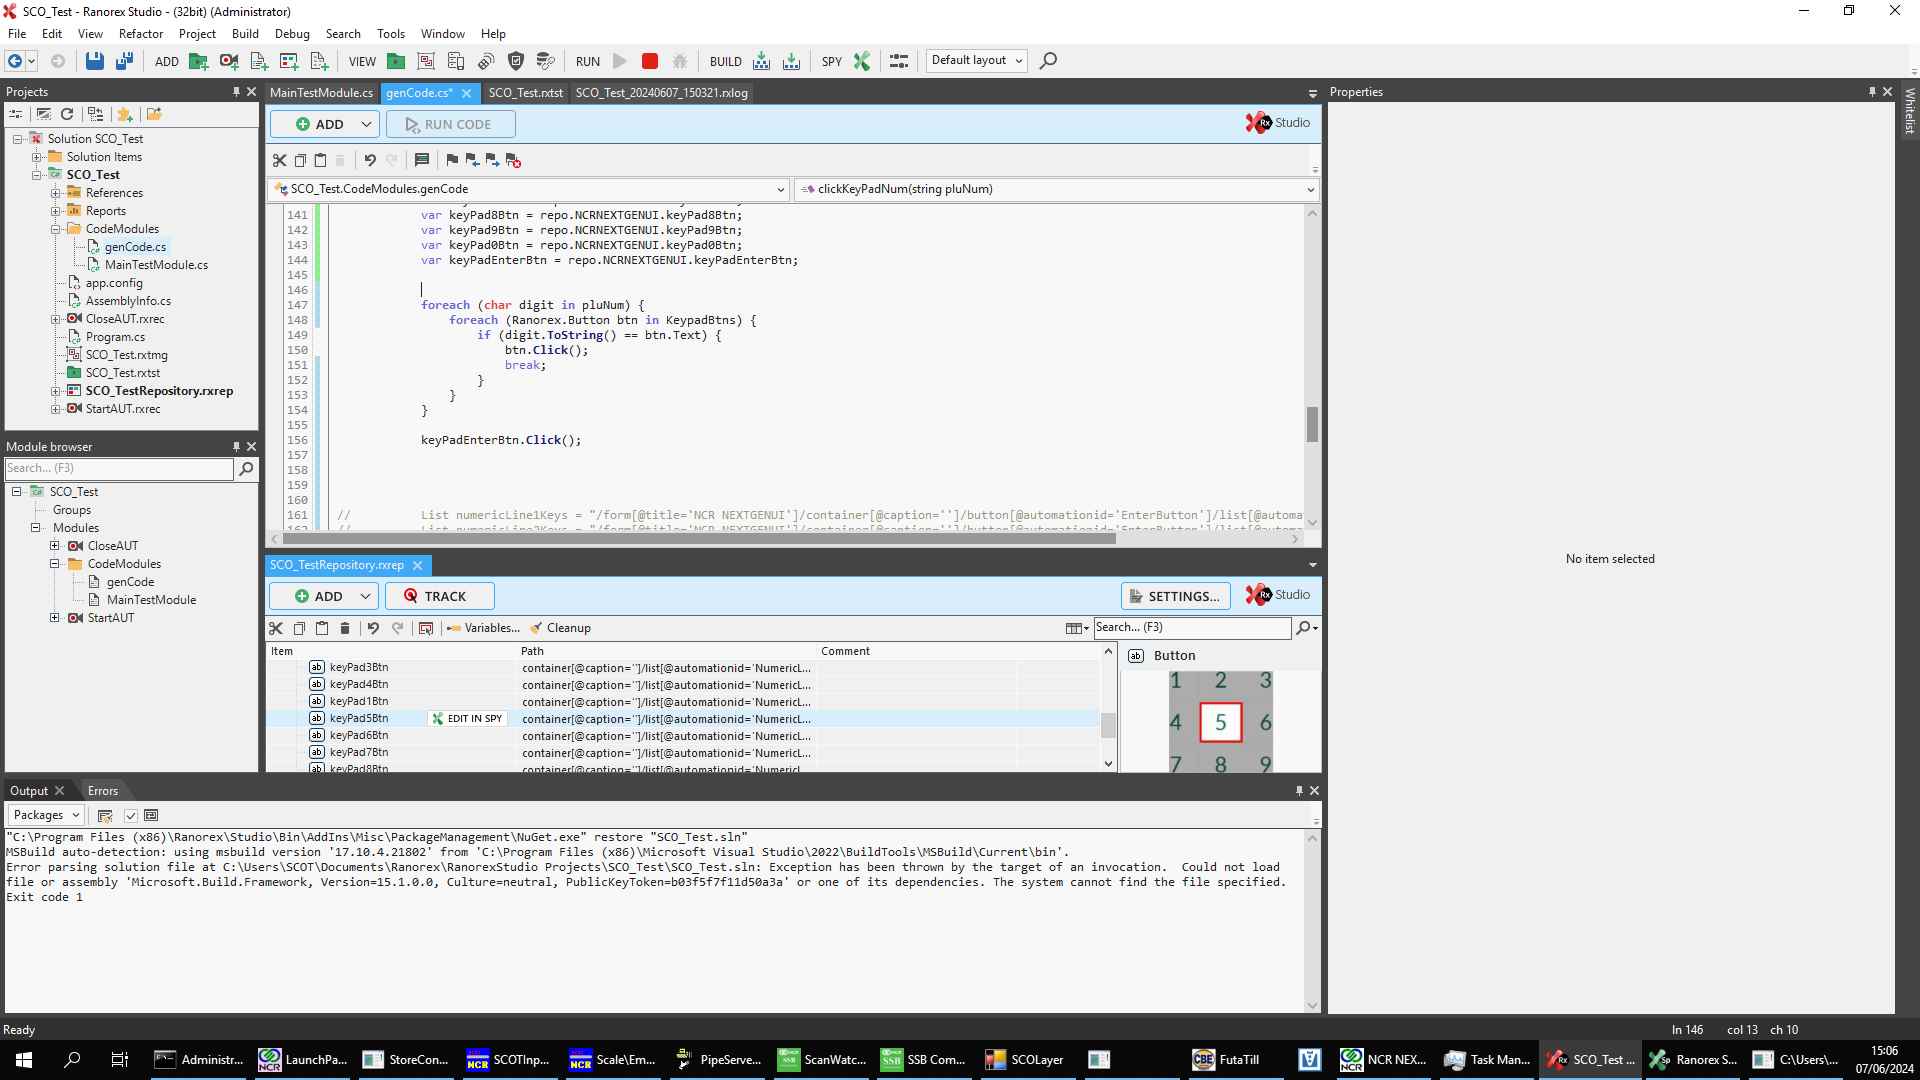 SCO_Test - Ranorex Studio - (32bit) (Administrator)
File Edit View Refactor Project Build Debug Search Tools Window Help
ADD VIEW RUN BUILD SPY Default layout
Projects
Solution SCO_Test
Solution Items
SCO_Test
References
Reports
CodeModules
genCode.cs
MainTestModule.cs
app.config
AssemblyInfo.cs
CloseAUT.rxrec
Program.cs
SCO_Test.rxtmg
SCO_Test.rxtst
SCO_TestRepository.rxrep
StartAUT.rxrec
Module browser
Search... (F3)
SCO_Test
Groups
Modules
CloseAUT
CodeModules
genCode
MainTestModule
StartAUT
MainTestModule.cs genCode.cs* SCO_Test.rxtst SCO_Test_20240607_150321.rxlog
ADD RUN CODE Rx Studio
SCO_Test.CodeModules.genCode clickKeyPadNum(string pluNum)
141 var keyPad8Btn = repo.NCRNEXTGENUI.keyPad8Btn;
142 var keyPad9Btn = repo.NCRNEXTGENUI.keyPad9Btn;
143 var keyPad0Btn = repo.NCRNEXTGENUI.keyPad0Btn;
144 var keyPadEnterBtn = repo.NCRNEXTGENUI.keyPadEnterBtn;
145
146
147 foreach (char digit in pluNum) {
148 foreach (Ranorex.Button btn in KeypadBtns) {
149 if (digit.ToString() == btn.Text) {
150 btn.Click();
151 break;
152 }
153 }
154 }
155
156 keyPadEnterBtn.Click();
157
158
159
160
161 // List numericLine1Keys = "/form[@title='NCR NEXTGENUI']/container[@caption='']/button[@automationid='EnterButton']/list[@automa
SCO_TestRepository.rxrep
ADD TRACK SETTINGS... Rx Studio
Variables... Cleanup Search... (F3)
Item Path Comment
keyPad3Btn container[@caption='']/list[@automationid='NumericL...
keyPad4Btn container[@caption='']/list[@automationid='NumericL...
keyPad1Btn container[@caption='']/list[@automationid='NumericL...
keyPad5Btn EDIT IN SPY container[@caption='']/list[@automationid='NumericL...
keyPad6Btn container[@caption='']/list[@automationid='NumericL...
keyPad7Btn container[@caption='']/list[@automationid='NumericL...
keyPad8Btn container[@caption='']/list[@automationid='NumericL...
ab Button
1 2 3
4 5 6
7 8 9
Properties
No item selected
Whitelist
Output Errors
Packages
"C:\Program Files (x86)\Ranorex\Studio\Bin\AddIns\Misc\PackageManagement\NuGet.exe" restore "SCO_Test.sln"
MSBuild auto-detection: using msbuild version '17.10.4.21802' from 'C:\Program Files (x86)\Microsoft Visual Studio\2022\BuildTools\MSBuild\Current\bin'.
Error parsing solution file at C:\Users\SCOT\Documents\Ranorex\RanorexStudio Projects\SCO_Test\SCO_Test.sln: Exception has been thrown by the target of an invocation.  Could not load
file or assembly 'Microsoft.Build.Framework, Version=15.1.0.0, Culture=neutral, PublicKeyToken=b03f5f7f11d50a3a' or one of its dependencies. The system cannot find the file specified.
Exit code 1
Ready ln 146 col 13 ch 10
Administr... LaunchPa... StoreCon... SCOTInp... Scale\Em... PipeServe... ScanWatc... SSB Com... SCOLayer FutaTill NCR NEX... Task Man... SCO_Test ... Ranorex S... C:\Users\...
15:06
07/06/2024